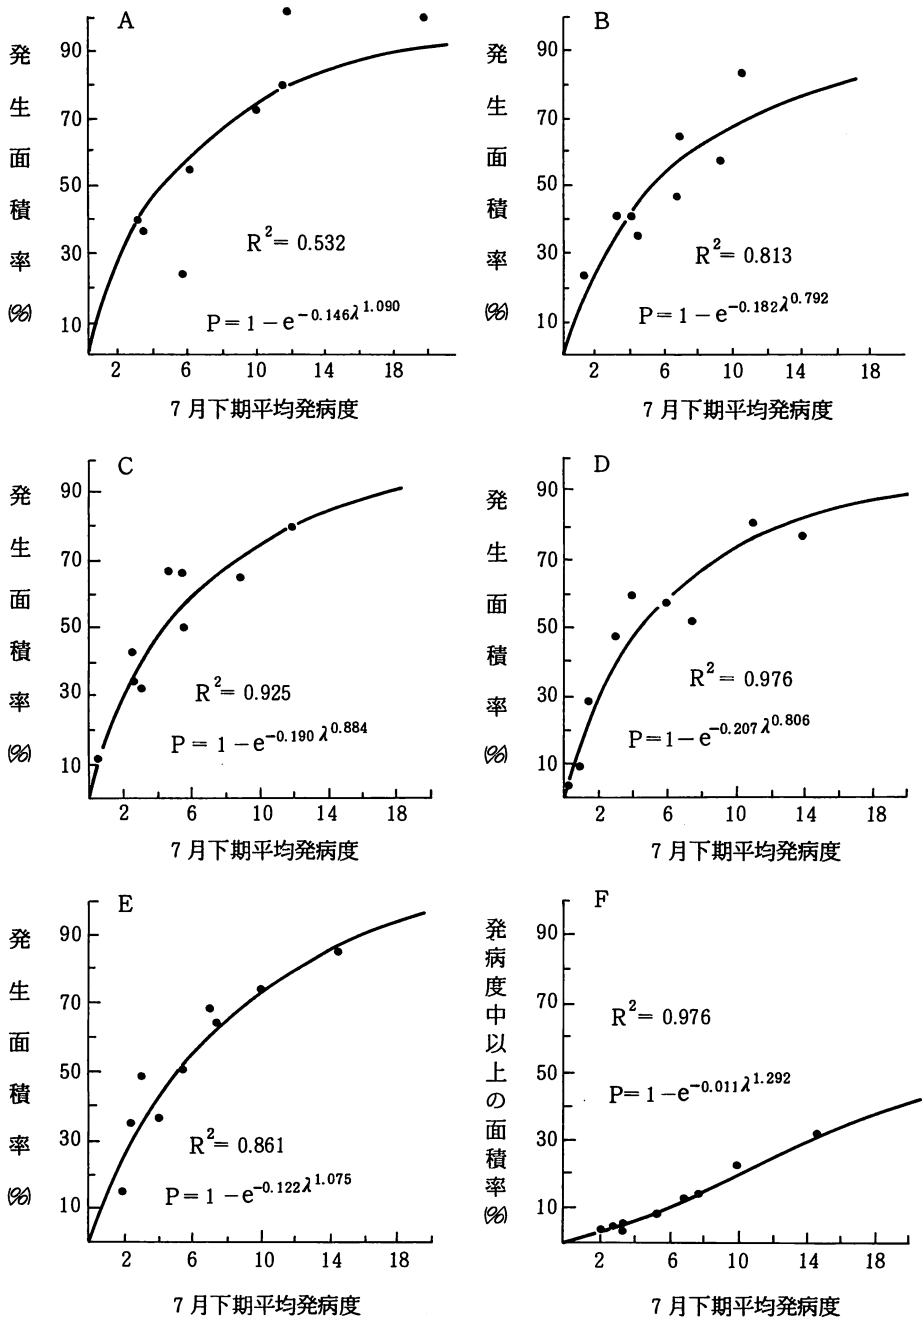 A
発生面積率(%)
90
70
50
30
10
R²= 0.532
P = 1 − e^−0.146λ^1.090
2 6 10 14 18
7月下期平均発病度
B
発生面積率(%)
90
70
50
30
10
R²= 0.813
P = 1 − e^−0.182λ^0.792
2 6 10 14 18
7月下期平均発病度
C
発生面積率(%)
90
70
50
30
10
R²= 0.925
P = 1 − e^−0.190λ^0.884
2 6 10 14 18
7月下期平均発病度
D
発生面積率(%)
90
70
50
30
10
R²= 0.976
P = 1 − e^−0.207λ^0.806
2 6 10 14 18
7月下期平均発病度
E
発生面積率(%)
90
70
50
30
10
R²= 0.861
P = 1 − e^−0.122λ^1.075
2 6 10 14 18
7月下期平均発病度
F
発病度中以上の面積率(%)
90
70
50
30
10
R²= 0.976
P = 1 − e^−0.011λ^1.292
2 6 10 14 18
7月下期平均発病度